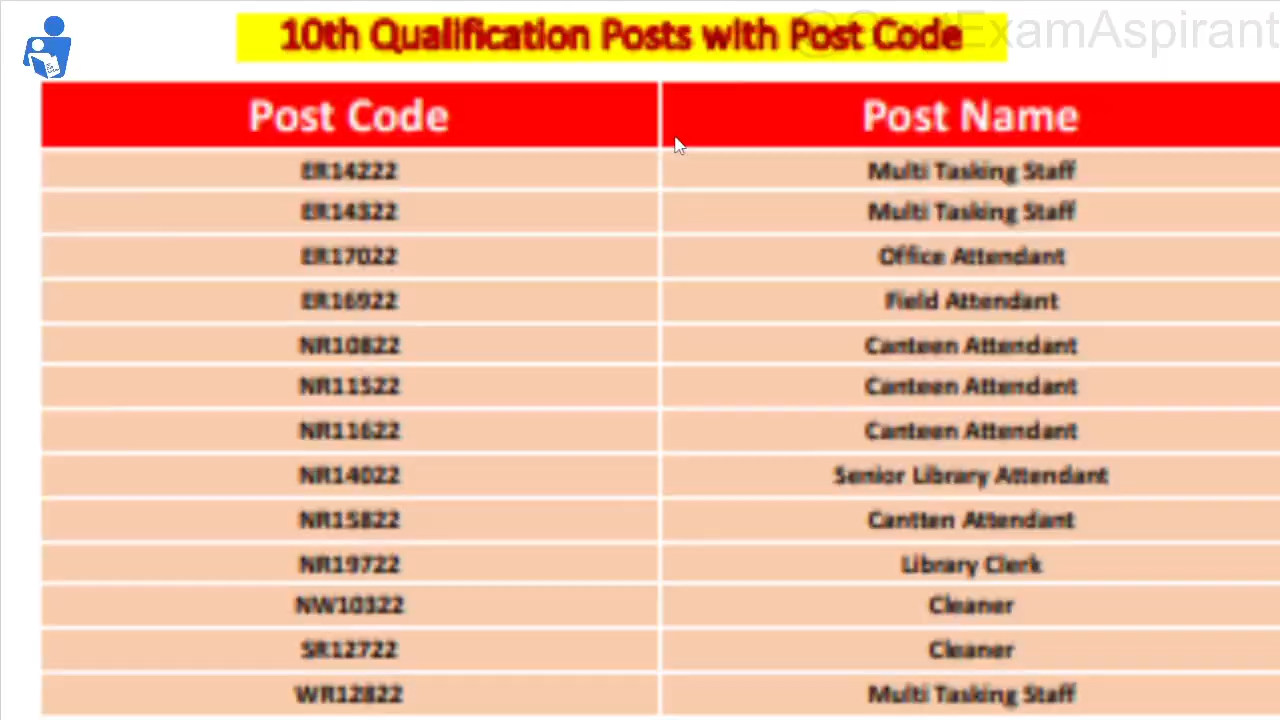 10th Qualification Posts with Post Code
@GovtExamAspirant
Post Code Post Name
ER14222 Multi Tasking Staff
ER14322 Multi Tasking Staff
ER17022 Office Attendant
ER16922 Field Attendant
NR10822 Canteen Attendant
NR11522 Canteen Attendant
NR11622 Canteen Attendant
NR14022 Senior Library Attendant
NR15822 Cantten Attendant
NR19722 Library Clerk
NW10322 Cleaner
SR12722 Cleaner
WR12822 Multi Tasking Staff